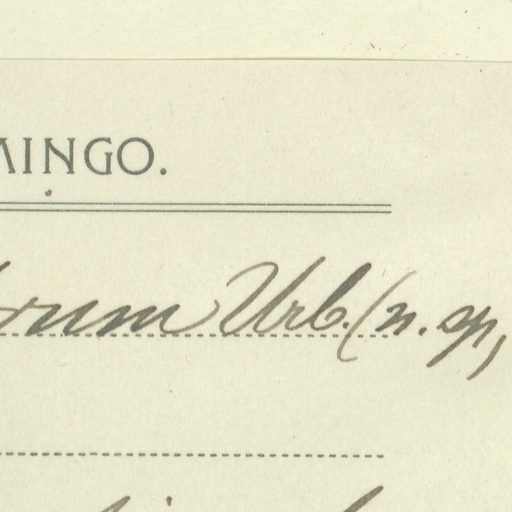 MINGO.
rum Urb. (n. sp,